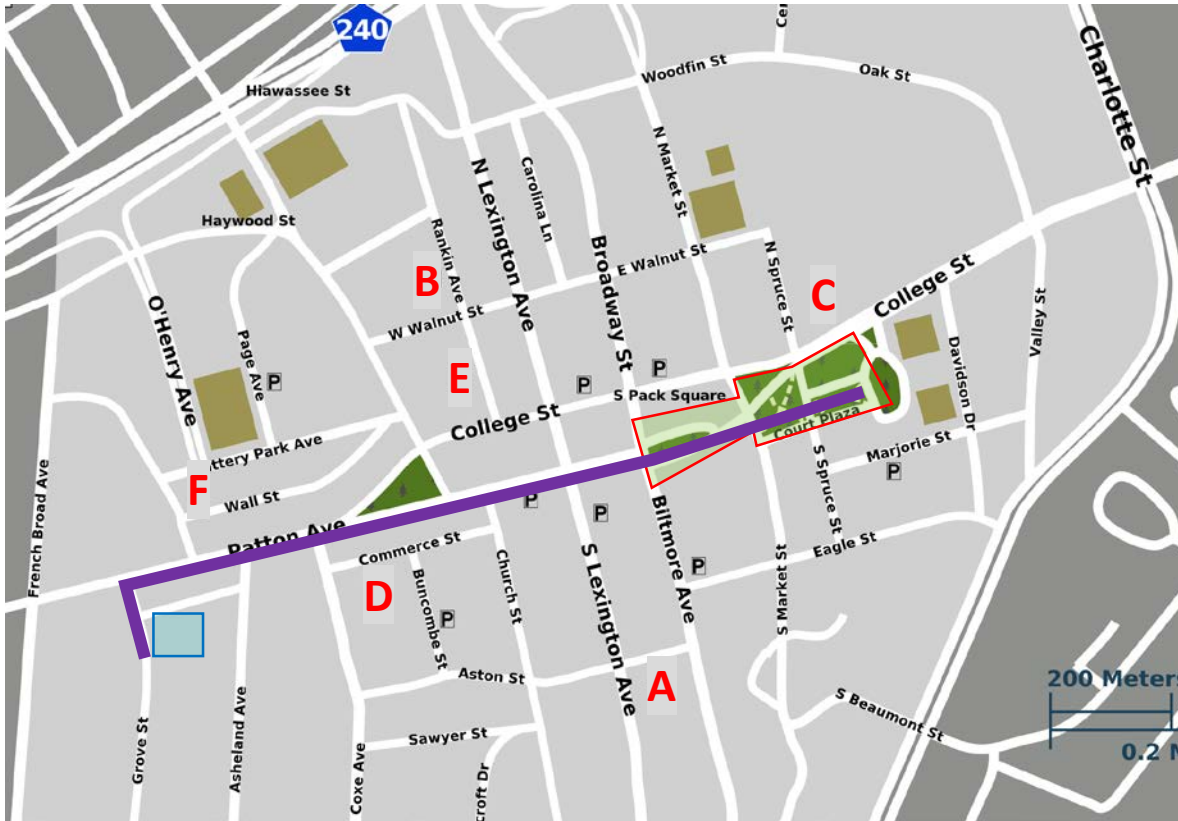 240
Hiawassee St
Woodfin St
Oak St
Charlotte St
N Lexington Ave
Carolina Ln
N Market St
Haywood St
Rankin Ave
Broadway St
E Walnut St
N Spruce St
B
C
College St
W Walnut St
O'Henry Ave
Page Ave
P
E
P
P
S Pack Square
Valley St
Davidson Dr
College St
Court Plaza
Marjorie St
ttery Park Ave
F
Wall St
P
S Spruce St
French Broad Ave
Patton Ave
P
P
Biltmore Ave
Commerce St
Eagle St
D
Buncombe St
Church St
S Lexington Ave
P
S Market St
P
A
Aston St
200 Meters
S Beaumont St
Grove St
Asheland Ave
Coxe Ave
Sawyer St
croft Dr
0.2 M